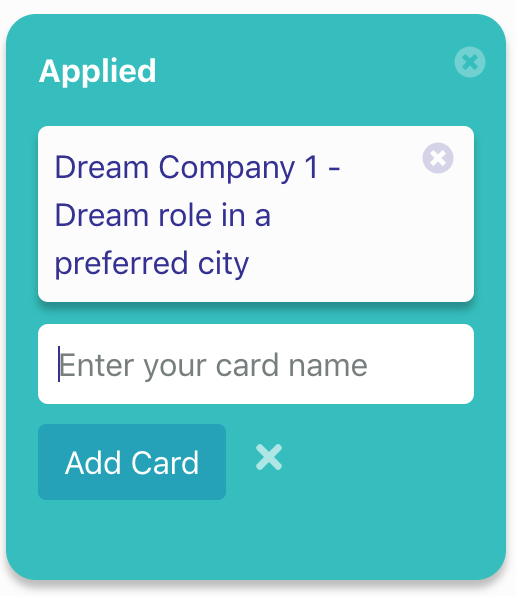 Applied
Dream Company 1 -
Dream role in a
preferred city
Enter your card name
Add Card